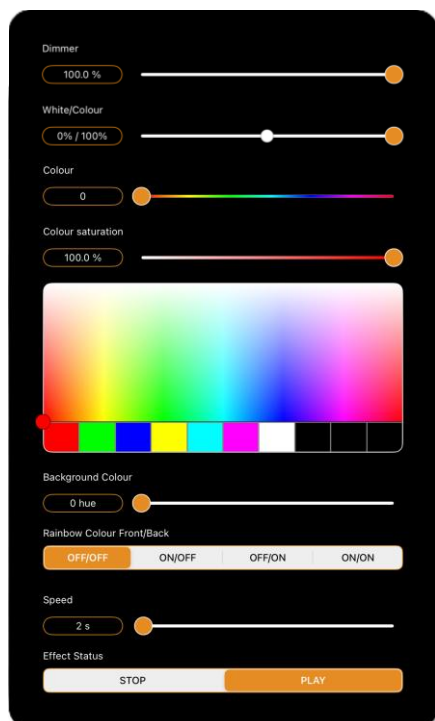 Dimmer
100.0 %
White/Colour
0% / 100%
Colour
0
Colour saturation
100.0 %
Background Colour
0 hue
Rainbow Colour Front/Back
OFF/OFF ON/OFF OFF/ON ON/ON
Speed
2 s
Effect Status
STOP PLAY